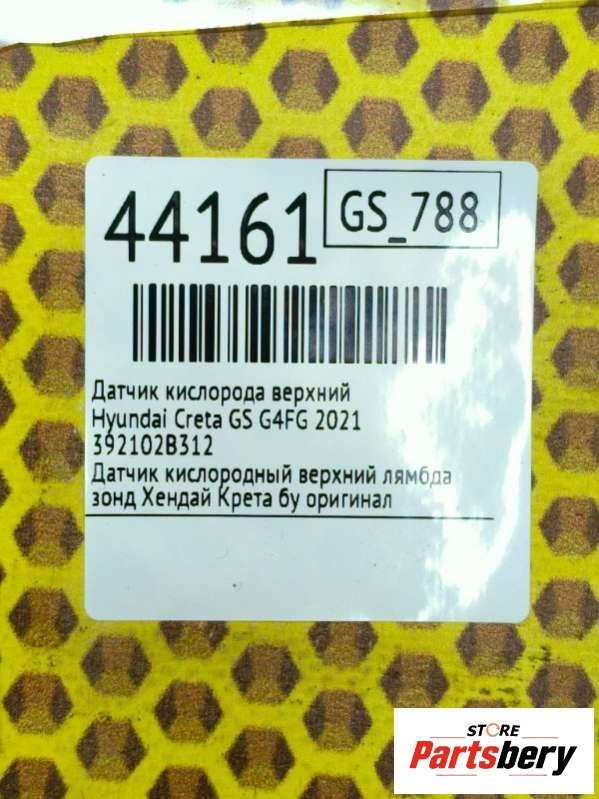 44161
GS_788
Датчик кислорода верхний
Hyundai Creta GS G4FG 2021
392102B312
Датчик кислородный верхний лямбда
зонд Хендай Крета бу оригинал
STORE
Partsbery